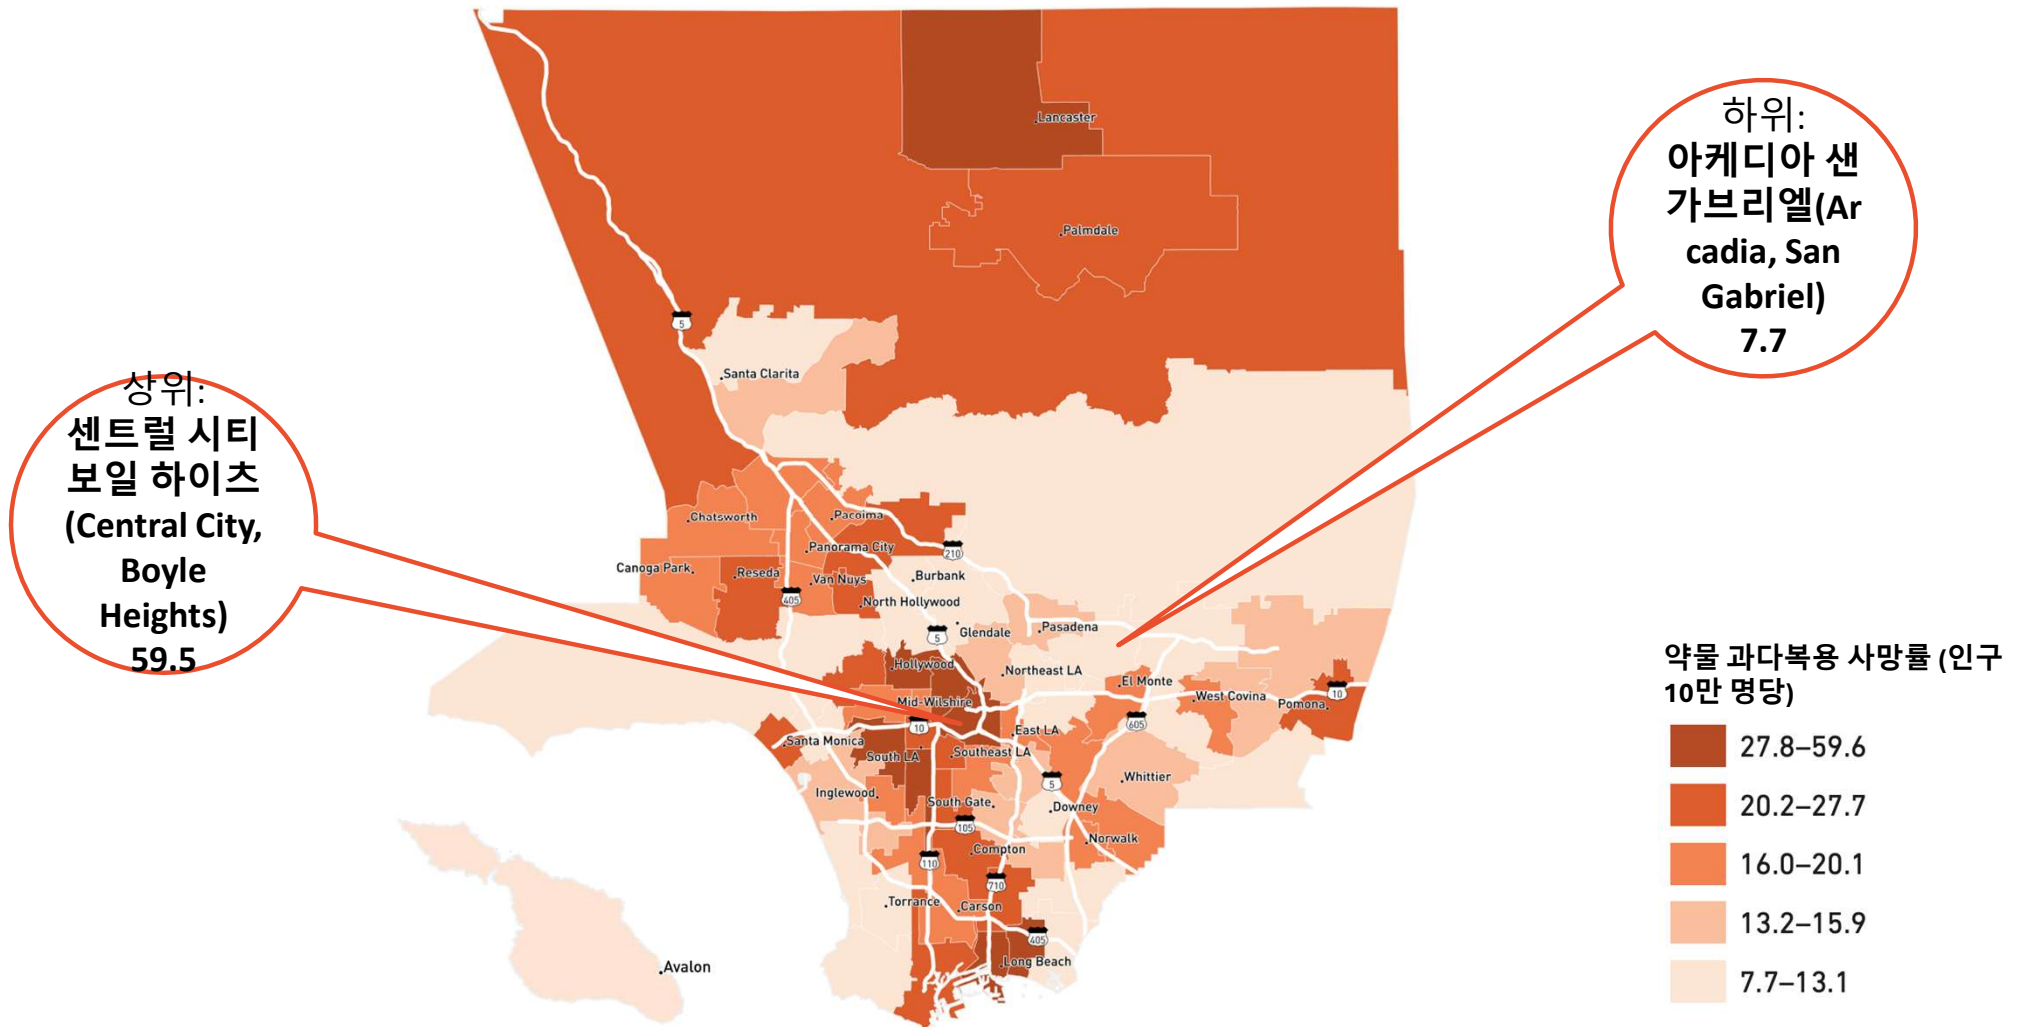 상위:
센트럴 시티
보일 하이츠
(Central City,
Boyle
Heights)
59.5
하위:
아케디아 샌
가브리엘(Ar
cadia, San
Gabriel)
7.7
Lancaster
Palmdale
5
Santa Clarita
Chatsworth
Pacoima
Panorama City
210
Canoga Park
Reseda
Van Nuys
Burbank
405
North Hollywood
5
Glendale
Pasadena
Hollywood
Northeast LA
El Monte
Mid-Wilshire
West Covina
10
Pomona
10
605
East LA
Santa Monica
South LA
Southeast LA
5
Whittier
Inglewood
South Gate
Downey
105
Norwalk
110
Compton
710
Torrance
Carson
405
Long Beach
Avalon
약물 과다복용 사망률 (인구
10만 명당)
27.8–59.6
20.2–27.7
16.0–20.1
13.2–15.9
7.7–13.1